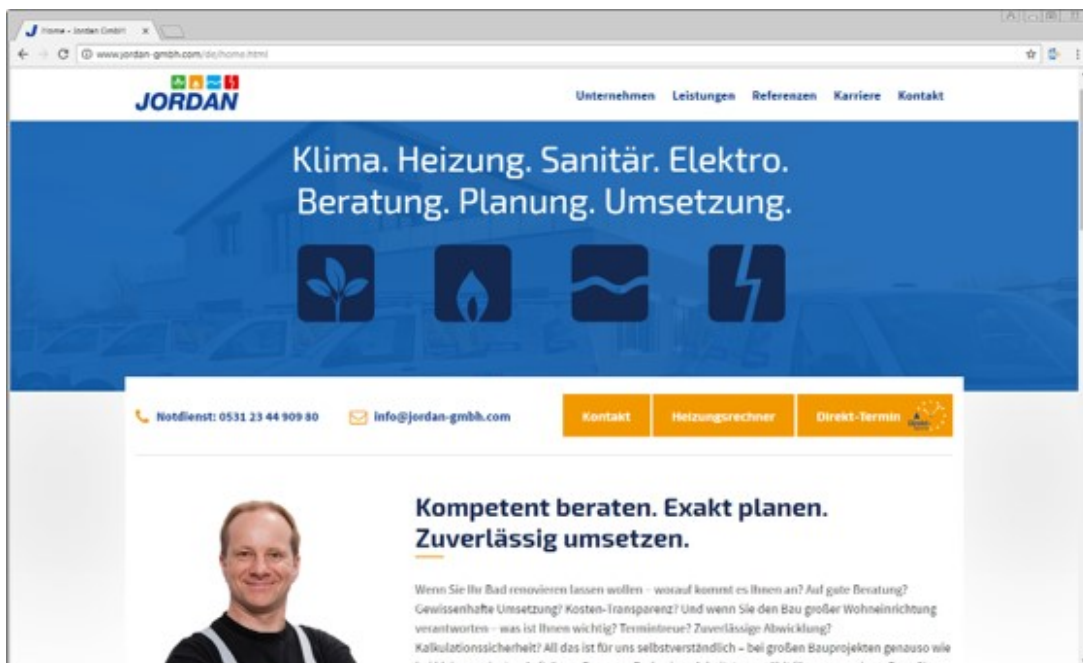 Home - Jordan GmbH
www.jordan-gmbh.com/de/home.html
JORDAN
Unternehmen Leistungen Referenzen Karriere Kontakt
Klima. Heizung. Sanitär. Elektro.
Beratung. Planung. Umsetzung.
Notdienst: 0531 23 44 909 80 info@jordan-gmbh.com Kontakt Heizungsrechner Direkt-Termin
Kompetent beraten. Exakt planen.
Zuverlässig umsetzen.
Wenn Sie Ihr Bad renovieren lassen wollen – worauf kommt es Ihnen an? Auf gute Beratung?
Gewissenhafte Umsetzung? Kosten-Transparenz? Und wenn Sie den Bau großer Wohneinrichtung
verantworten – was ist Ihnen wichtig? Termintreue? Zuverlässige Abwicklung?
Kalkulationssicherheit? All das ist für uns selbstverständlich – bei großen Bauprojekten genauso wie